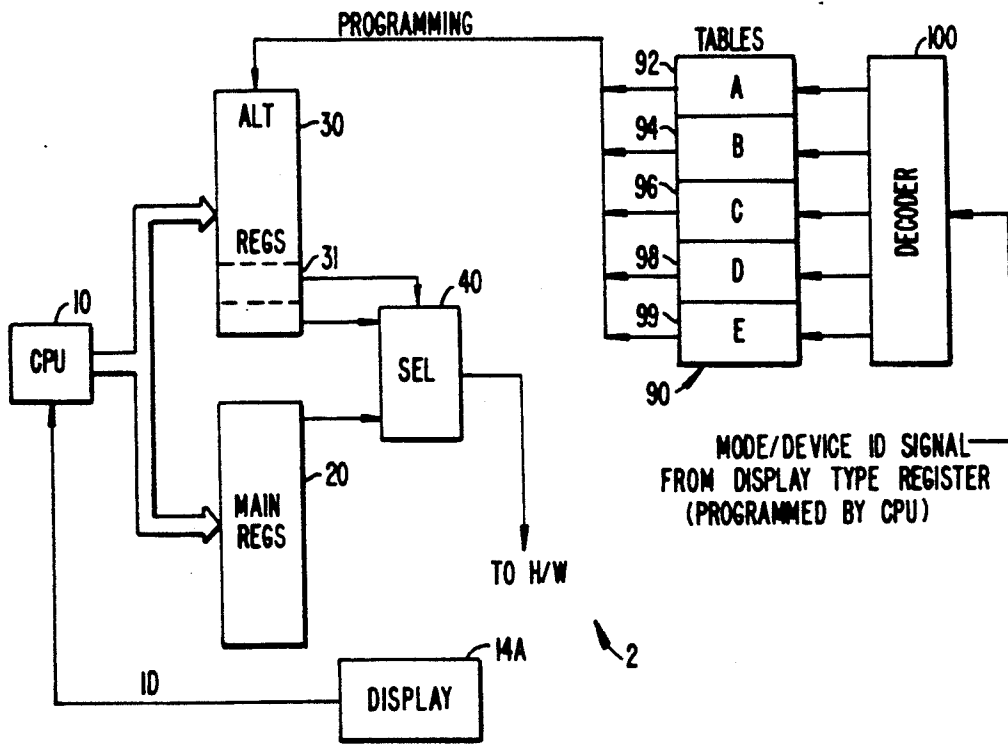 PROGRAMMING
TABLES
100
92
A
ALT
30
94
B
96
C
DECODER
REGS
31
98
D
40
10
99
E
CPU
SEL
90
20
MAIN
REGS
MODE/DEVICE ID SIGNAL
FROM DISPLAY TYPE REGISTER
(PROGRAMMED BY CPU)
TO H/W
2
14A
ID
DISPLAY